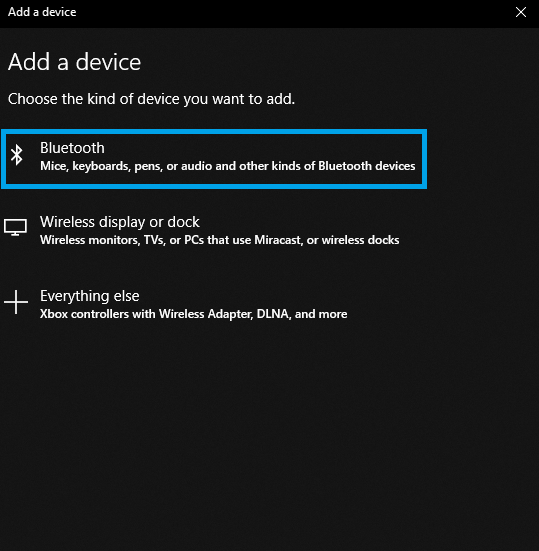 Add a device
Add a device
Choose the kind of device you want to add.
Bluetooth
Mice, keyboards, pens, or audio and other kinds of Bluetooth devices
Wireless display or dock
Wireless monitors, TVs, or PCs that use Miracast, or wireless docks
Everything else
Xbox controllers with Wireless Adapter, DLNA, and more